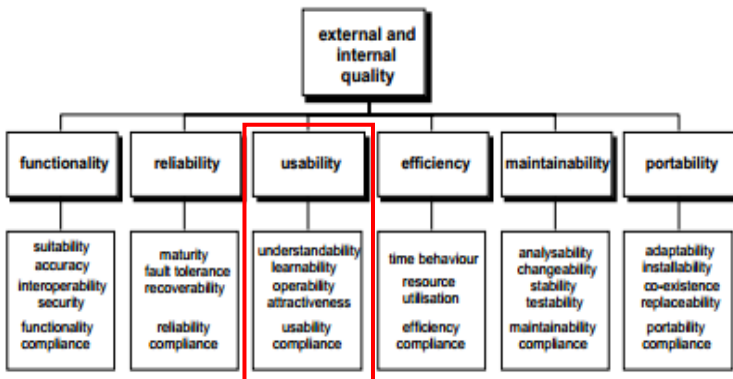 external and
internal
quality
functionality
reliability
usability
efficiency
maintainability
portability
suitability
accuracy
interoperability
security
functionality
compliance
maturity
fault tolerance
recoverability
reliability
compliance
understandability
learnability
operability
attractiveness
usability
compliance
time behaviour
resource
utilisation
efficiency
compliance
analysability
changeability
stability
testability
maintainability
compliance
adaptability
installability
co-existence
replaceability
portability
compliance